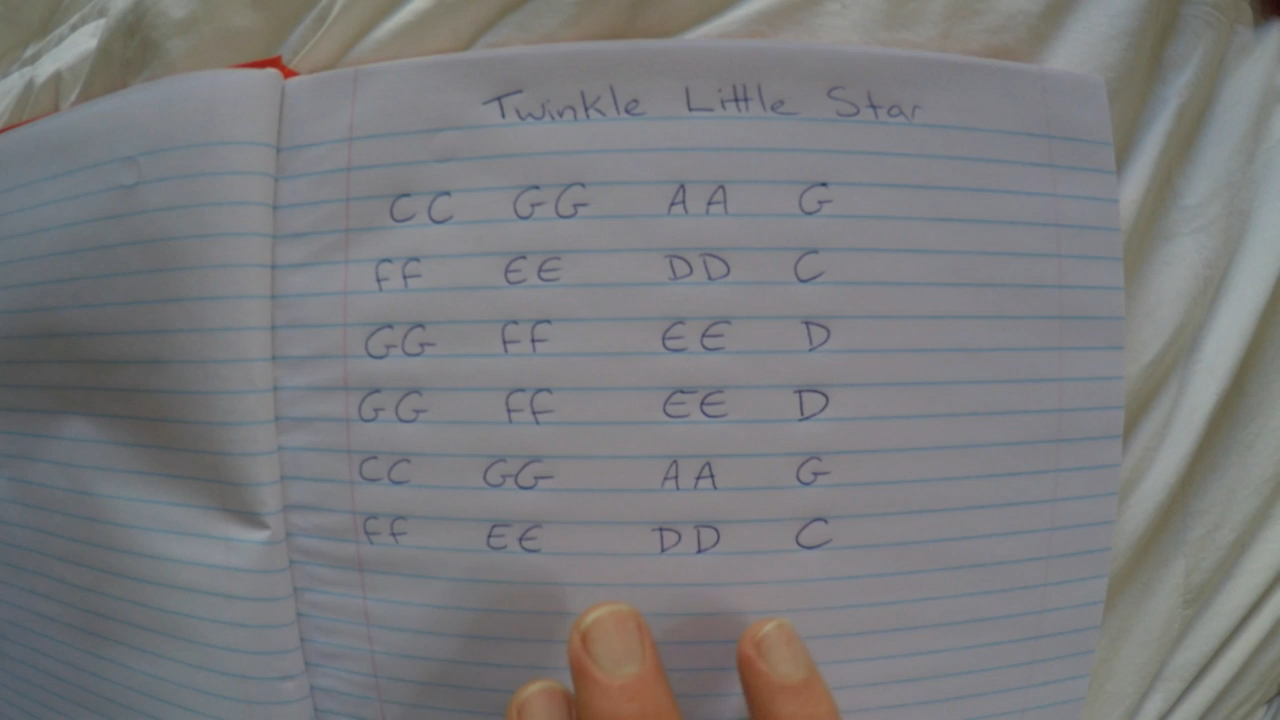 Twinkle Little Star
CC GG AA G
FF EE DD C
GG FF EE D
GG FF EE D
CC GG AA G
FF EE DD C